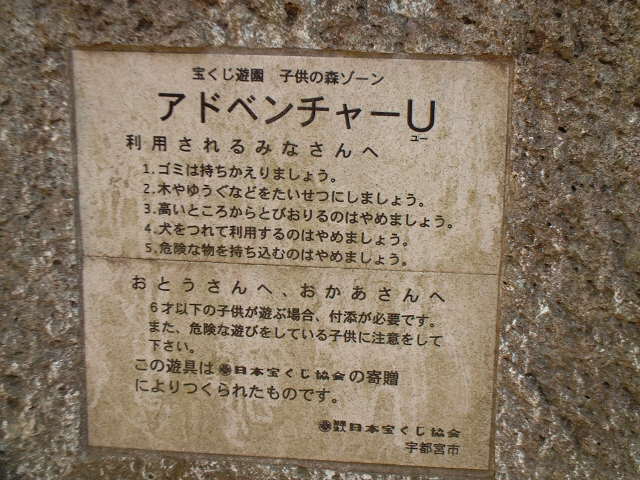 宝くじ遊園 子供の森ゾーン
アドベンチャーU
ユー
利用されるみなさんへ
1.ゴミは持ちかえりましょう。
2.木やゆうぐなどをたいせつにしましょう。
3.高いところからとびおりるのはやめましょう。
4.犬をつれて利用するのはやめましょう。
5.危険な物を持ち込むのはやめましょう。
おとうさんへ、おかあさんへ
6才以下の子供が遊ぶ場合、付添が必要です。
また、危険な遊びをしている子供に注意をして
下さい。
この遊具は日本宝くじ協会の寄贈
によりつくられたものです。
日本宝くじ協会
宇都宮市